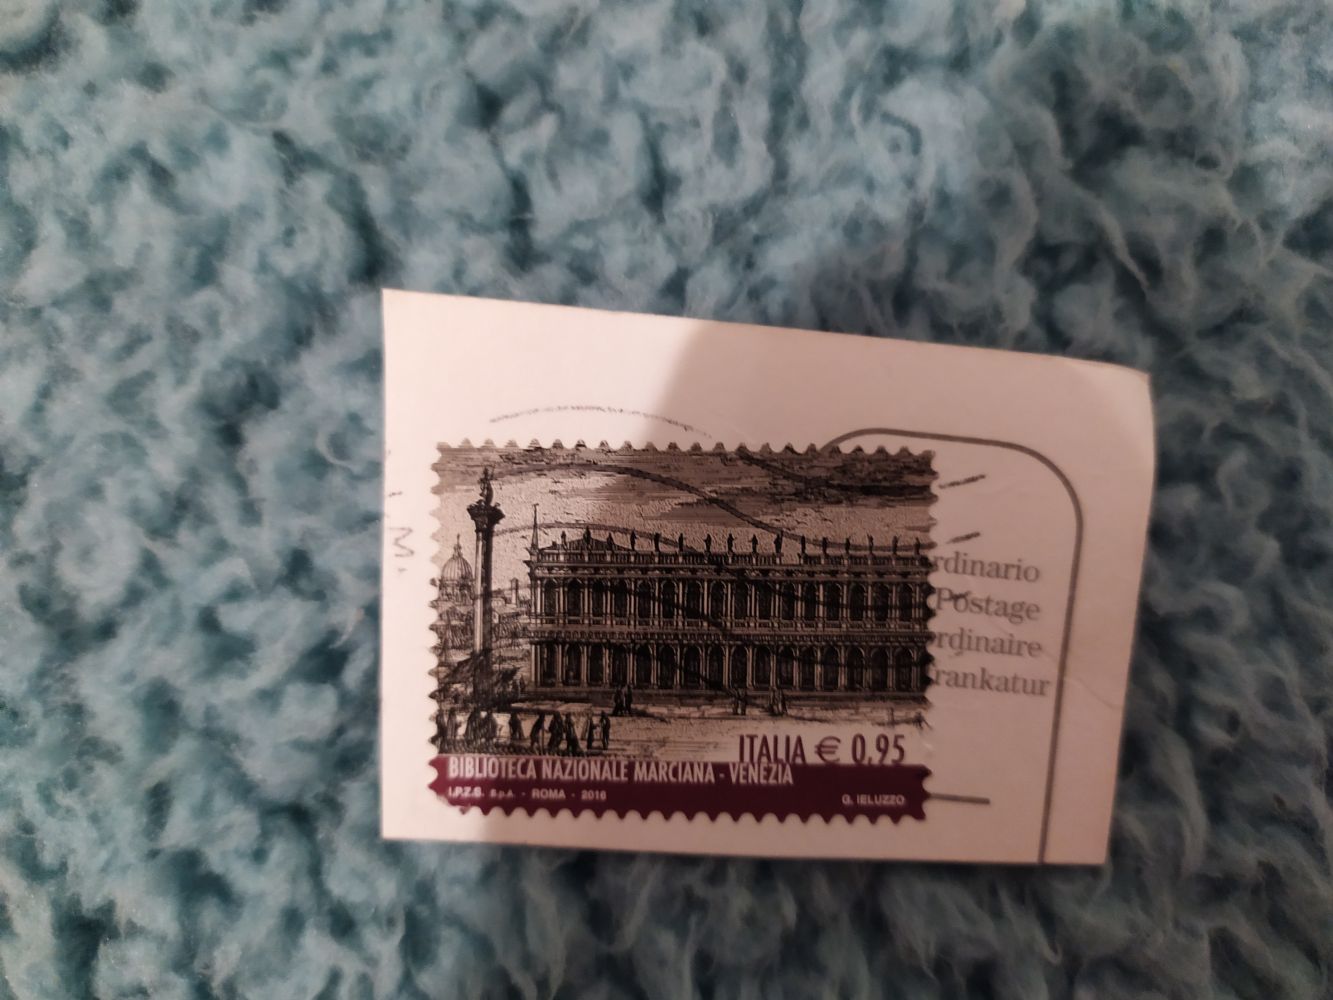 rdinario
Postage
rdinaire
rankatur
ITALIA € 0,95
BIBLIOTECA NAZIONALE MARCIANA - VENEZIA
I.P.Z.S. S.p.A. - ROMA - 2016
G. IELUZZO